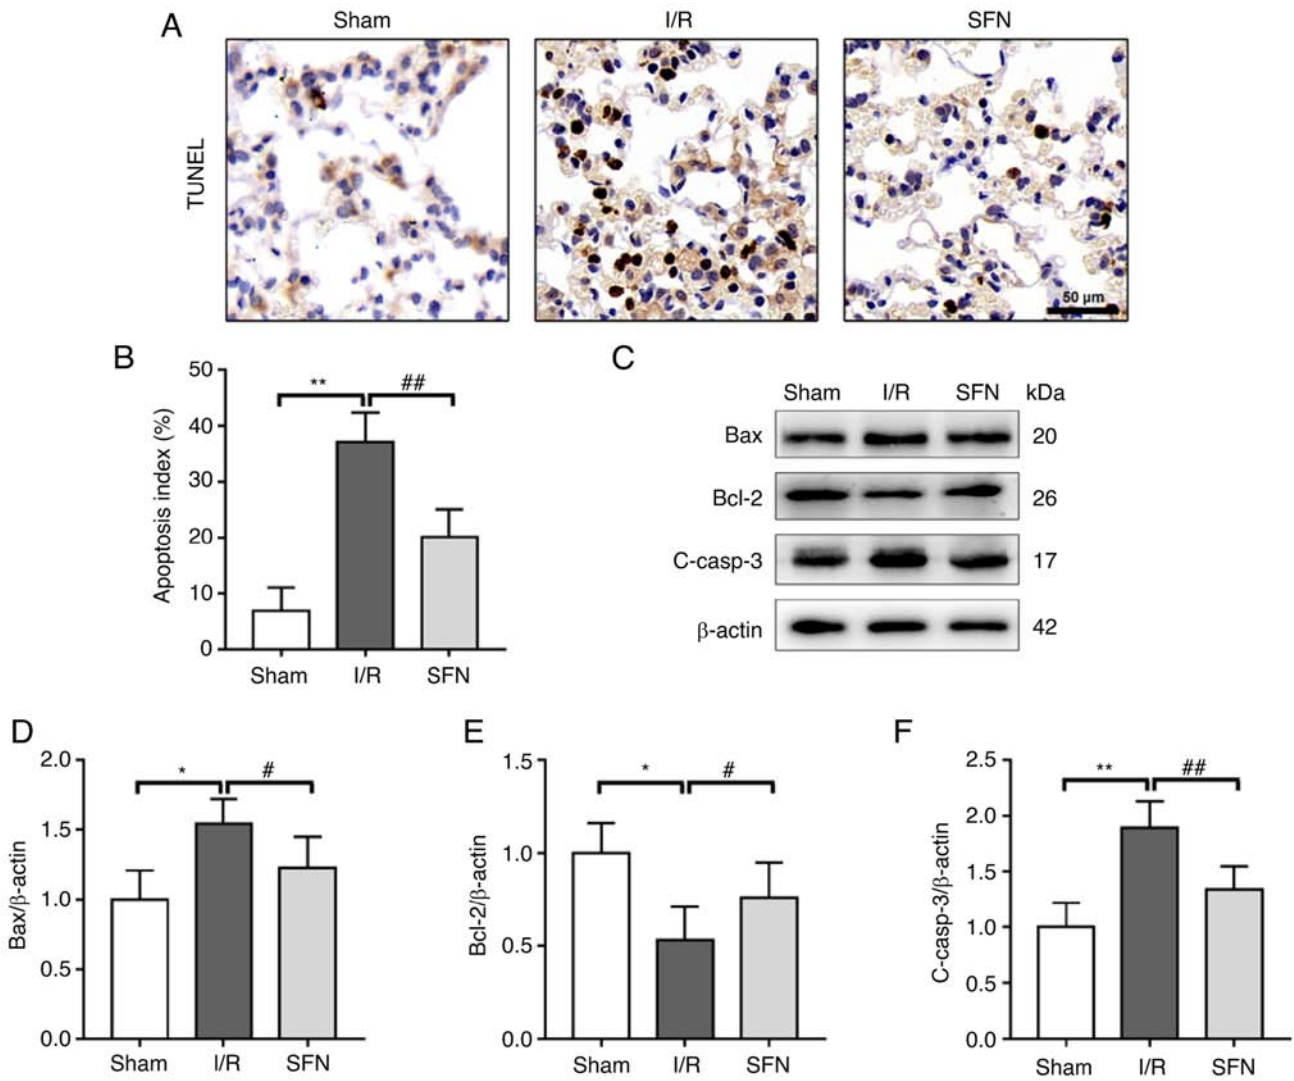 A
Sham
I/R
SFN
TUNEL
50 µm
B
Apoptosis index (%)
50
40
30
20
10
0
**
##
Sham
I/R
SFN
C
Sham I/R SFN kDa
Bax 20
Bcl-2 26
C-casp-3 17
β-actin 42
D
Bax/β-actin
2.0
1.5
1.0
0.5
0.0
*
#
Sham
I/R
SFN
E
Bcl-2/β-actin
1.5
1.0
0.5
0.0
*
#
Sham
I/R
SFN
F
C-casp-3/β-actin
2.5
2.0
1.5
1.0
0.5
0.0
**
##
Sham
I/R
SFN